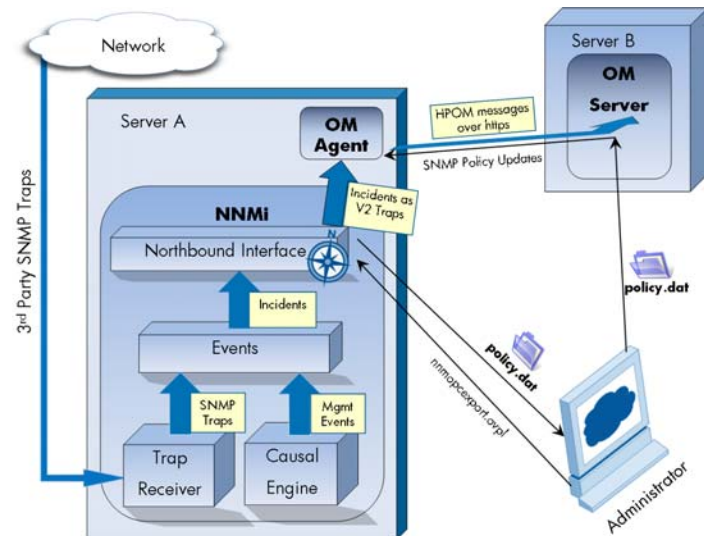 Network
3rd Party SNMP Traps
Server A
OM
Agent
HPOM messages
over https
SNMP Policy Updates
Server B
OM
Server
Incidents as
V2 Traps
NNMi
N
Northbound Interface
Incidents
Events
SNMP
Traps
Mgmt
Events
Trap
Receiver
Causal
Engine
policy.dat
nnmopcexport.ovpl
policy.dat
Administrator